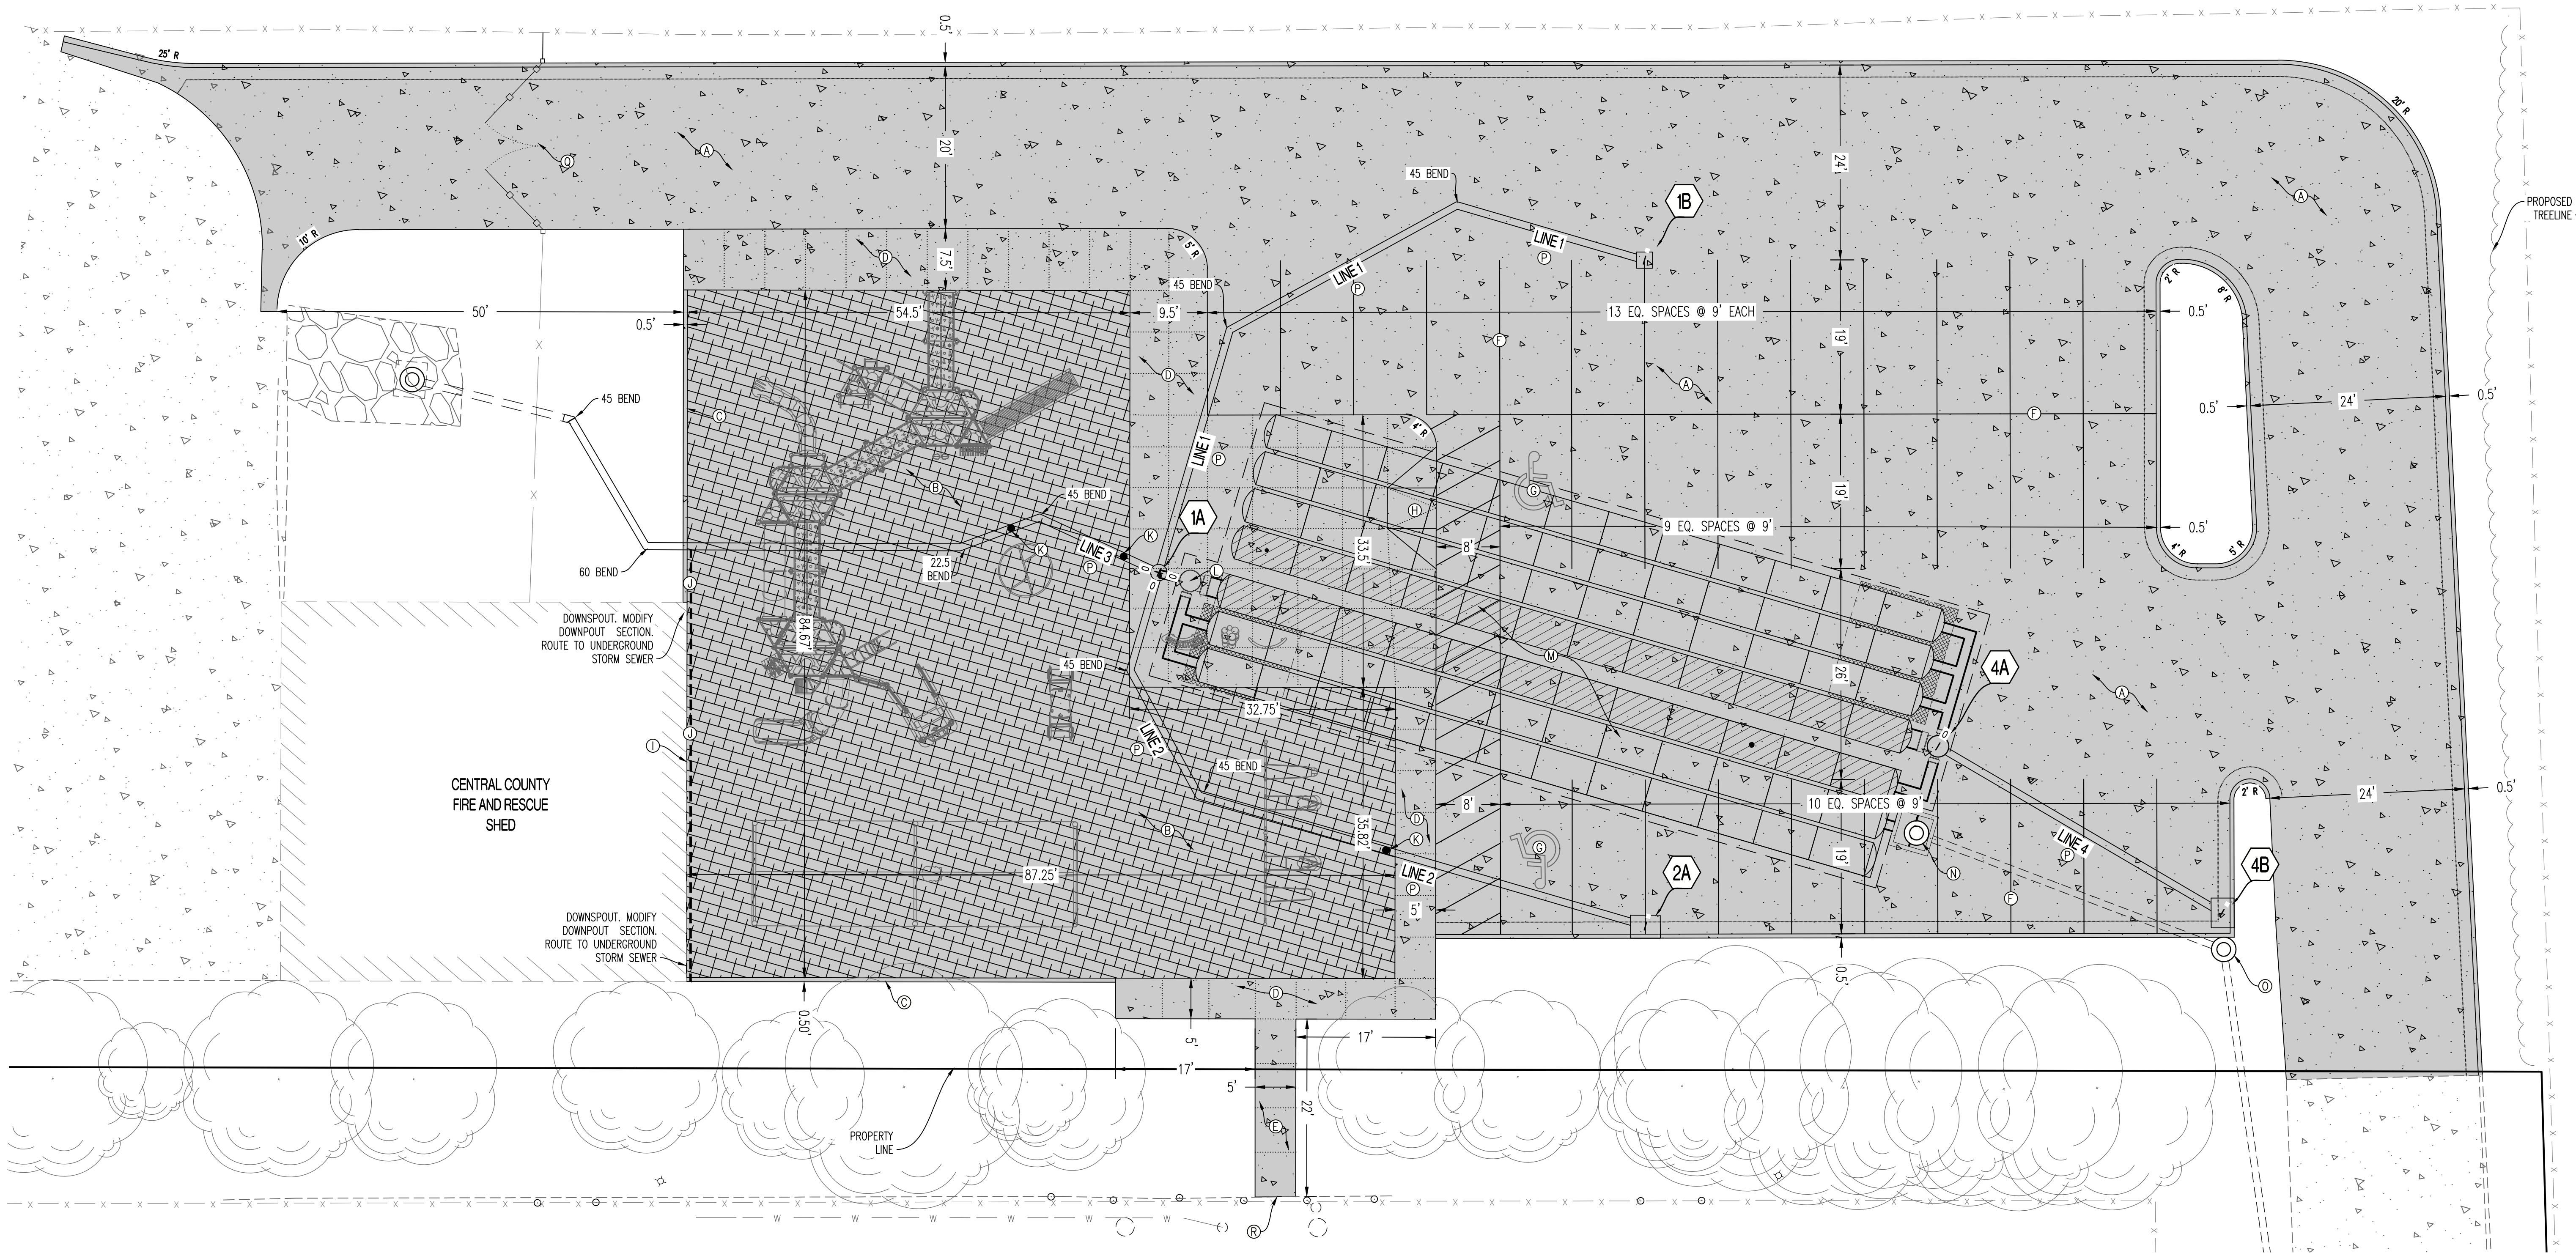 0.5'
25' R
20' R
Q
A
20'
24'
45 BEND
1B
A
PROPOSED
TREELINE
10' R
D
7.5'
5' R
LINE 1
P
LINE 1
P
2' R
8' R
45 BEND
50'
0.5'
54.5'
9.5'
13 EQ. SPACES @ 9' EACH
0.5'
F
19'
D
A
45 BEND
C
0.5'
24'
0.5'
F
4' R
LINE 1
P
B
45 BEND
G
19'
H
1A
9 EQ. SPACES @ 9'
0.5'
K
K
LINE 3
P
33.5'
8'
4' R
5' R
60 BEND
22.5
BEND
L
J
DOWNSPOUT. MODIFY
DOWNPOUT SECTION.
ROUTE TO UNDERGROUND
STORM SEWER
84.67'
45 BEND
M
26'
4A
A
32.75'
J
I
LINE 2
P
45 BEND
CENTRAL COUNTY
FIRE AND RESCUE
SHED
8'
10 EQ. SPACES @ 9'
2' R
24'
0.5'
B
D
35.82'
K
G
19'
LINE 4
P
4B
87.25'
LINE 2
P
2A
N
F
5'
DOWNSPOUT. MODIFY
DOWNPOUT SECTION.
ROUTE TO UNDERGROUND
STORM SEWER
0.5'
O
C
D
0.50'
5'
17'
17'
5'
22'
PROPERTY
LINE
E
W W W W W W
R